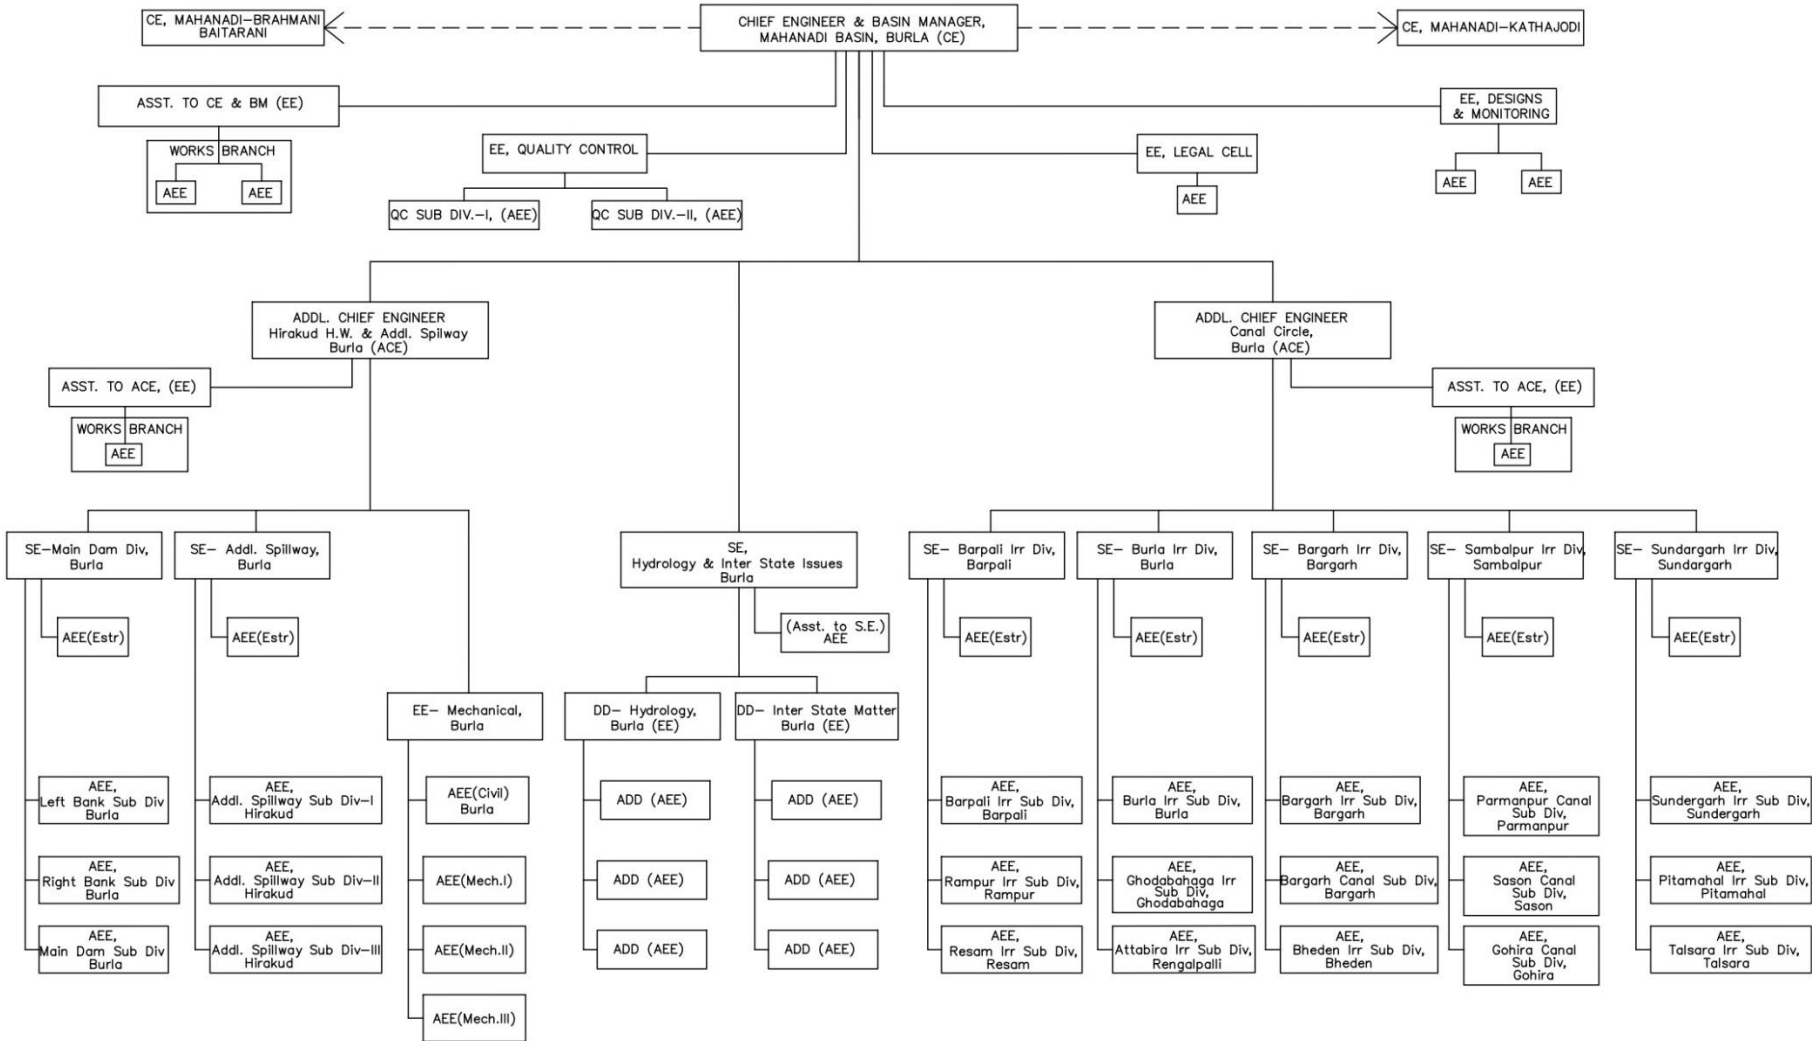 CE, MAHANADI-BRAHMANI
BAITARANI
CHIEF ENGINEER & BASIN MANAGER,
MAHANADI BASIN, BURLA (CE)
CE, MAHANADI-KATHAJODI
ASST. TO CE & BM (EE)
WORKS BRANCH
AEE
AEE
EE, QUALITY CONTROL
QC SUB DIV.-I, (AEE)
QC SUB DIV.-II, (AEE)
EE, LEGAL CELL
AEE
EE, DESIGNS
& MONITORING
AEE
AEE
ADDL. CHIEF ENGINEER
Hirakud H.W. & Addl. Spilway
Burla (ACE)
ADDL. CHIEF ENGINEER
Canal Circle,
Burla (ACE)
ASST. TO ACE, (EE)
WORKS BRANCH
AEE
ASST. TO ACE, (EE)
WORKS BRANCH
AEE
SE-Main Dam Div,
Burla
SE- Addl. Spillway,
Burla
SE,
Hydrology & Inter State Issues
Burla
SE- Barpali Irr Div,
Barpali
SE- Burla Irr Div,
Burla
SE- Bargarh Irr Div,
Bargarh
SE- Sambalpur Irr Div,
Sambalpur
SE- Sundargarh Irr Div,
Sundargarh
AEE(Estr)
AEE(Estr)
(Asst. to S.E.)
AEE
AEE(Estr)
AEE(Estr)
AEE(Estr)
AEE(Estr)
AEE(Estr)
EE- Mechanical,
Burla
DD- Hydrology,
Burla (EE)
DD- Inter State Matter
Burla (EE)
AEE,
Left Bank Sub Div
Burla
AEE,
Addl. Spillway Sub Div-I
Hirakud
AEE(Civil)
Burla
ADD (AEE)
ADD (AEE)
AEE,
Barpali Irr Sub Div,
Barpali
AEE,
Burla Irr Sub Div,
Burla
AEE,
Bargarh Irr Sub Div,
Bargarh
AEE,
Parmanpur Canal
Sub Div,
Parmanpur
AEE,
Sundergarh Irr Sub Div,
Sundergarh
AEE,
Right Bank Sub Div
Burla
AEE,
Addl. Spillway Sub Div-II
Hirakud
AEE(Mech.I)
ADD (AEE)
ADD (AEE)
AEE,
Rampur Irr Sub Div,
Rampur
AEE,
Ghodabahaga Irr
Sub Div,
Ghodabahaga
AEE,
Bargarh Canal Sub Div,
Bargarh
AEE,
Sason Canal
Sub Div,
Sason
AEE,
Pitamahal Irr Sub Div,
Pitamahal
AEE,
Main Dam Sub Div
Burla
AEE,
Addl. Spillway Sub Div-III
Hirakud
AEE(Mech.II)
ADD (AEE)
ADD (AEE)
AEE,
Resam Irr Sub Div,
Resam
AEE,
Attabira Irr Sub Div,
Rengalpalli
AEE,
Bheden Irr Sub Div,
Bheden
AEE,
Gohira Canal
Sub Div,
Gohira
AEE,
Talsara Irr Sub Div,
Talsara
AEE(Mech.III)